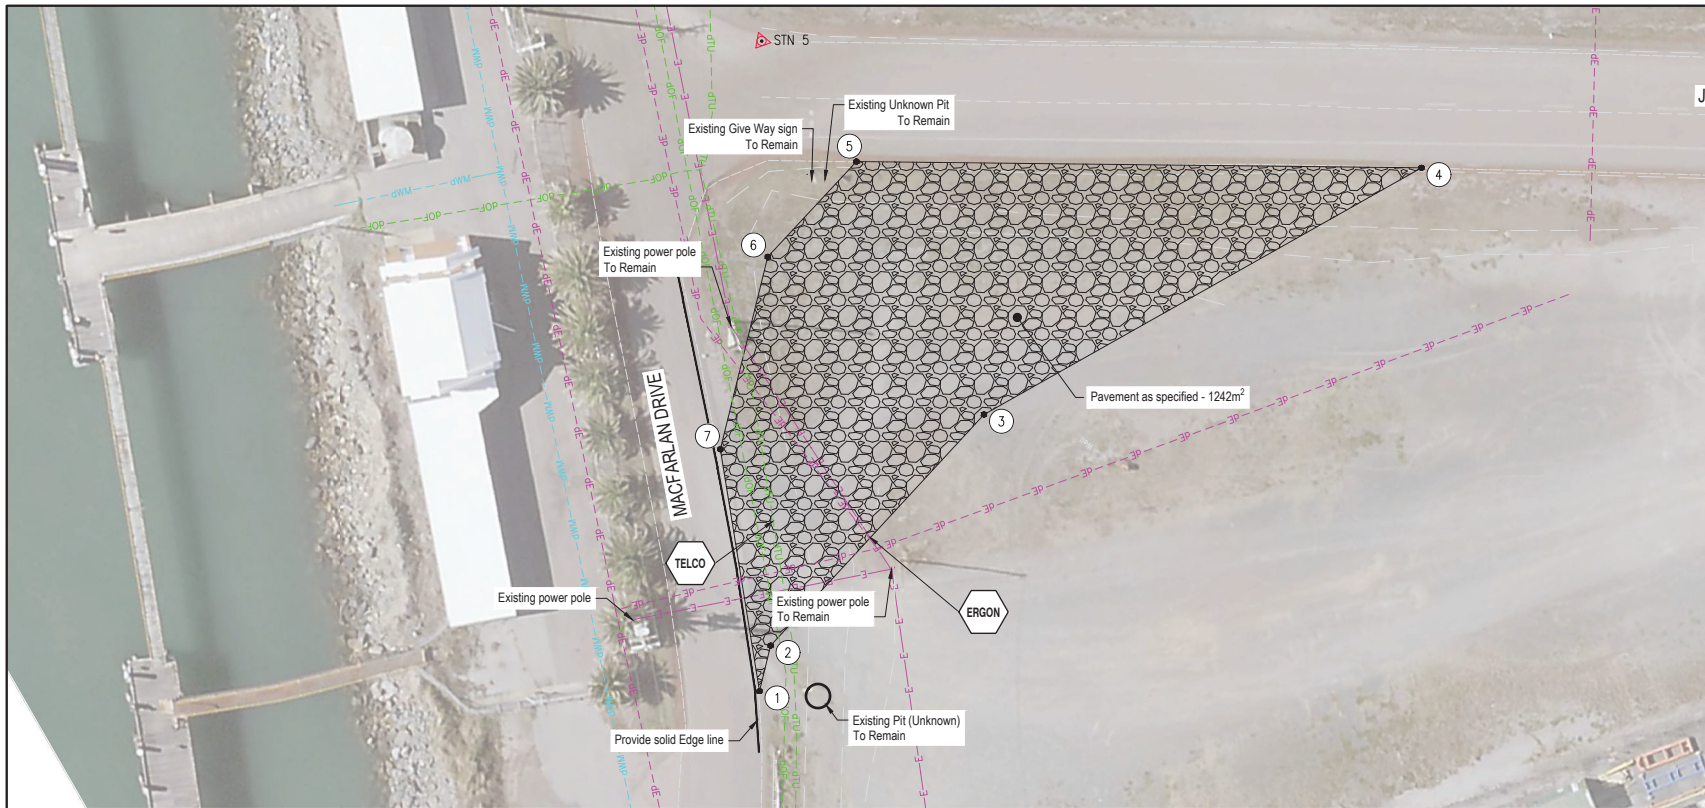 STN 5
J
Existing Unknown Pit
To Remain
Existing Give Way sign
To Remain
5
4
6
Existing power pole
To Remain
Pavement as specified - 1242m²
3
7
MACFARLAN DRIVE
TELCO
Existing power pole
Existing power pole
To Remain
ERGON
2
1
Existing Pit (Unknown)
To Remain
Provide solid Edge line